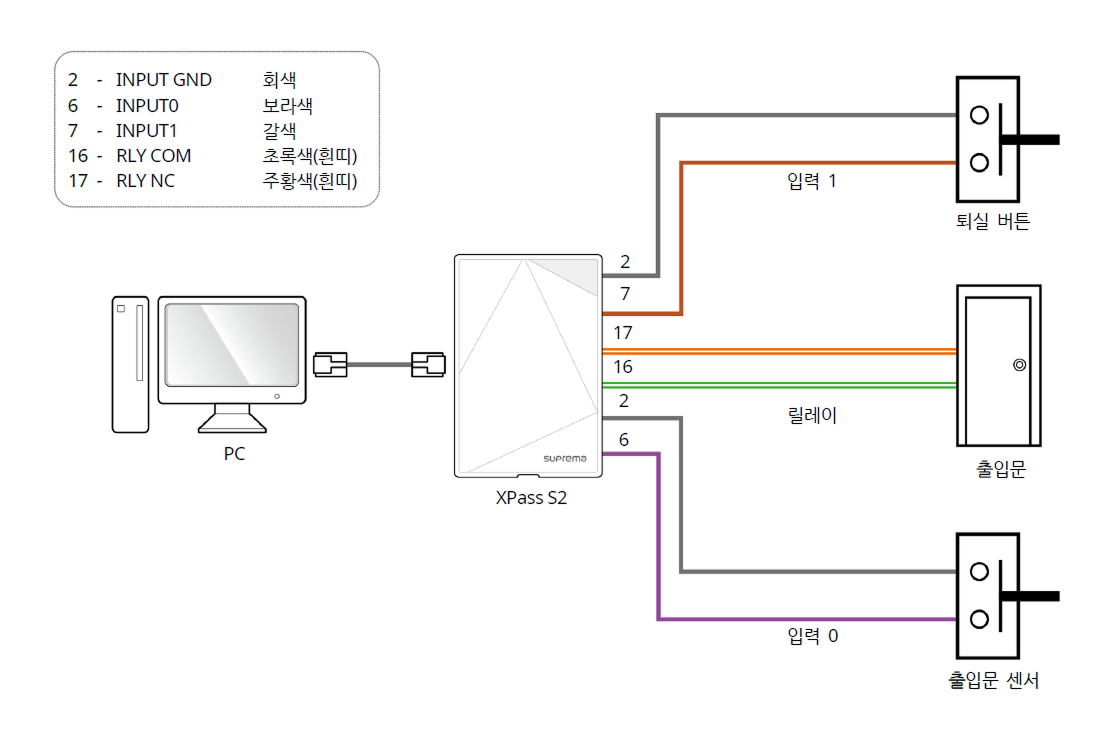 2 - INPUT GND 회색
6 - INPUT0 보라색
7 - INPUT1 갈색
16 - RLY COM 초록색(흰띠)
17 - RLY NC 주황색(흰띠)
입력 1
퇴실 버튼
2
7
17
16
2
6
릴레이
출입문
PC
suprema
XPass S2
입력 0
출입문 센서